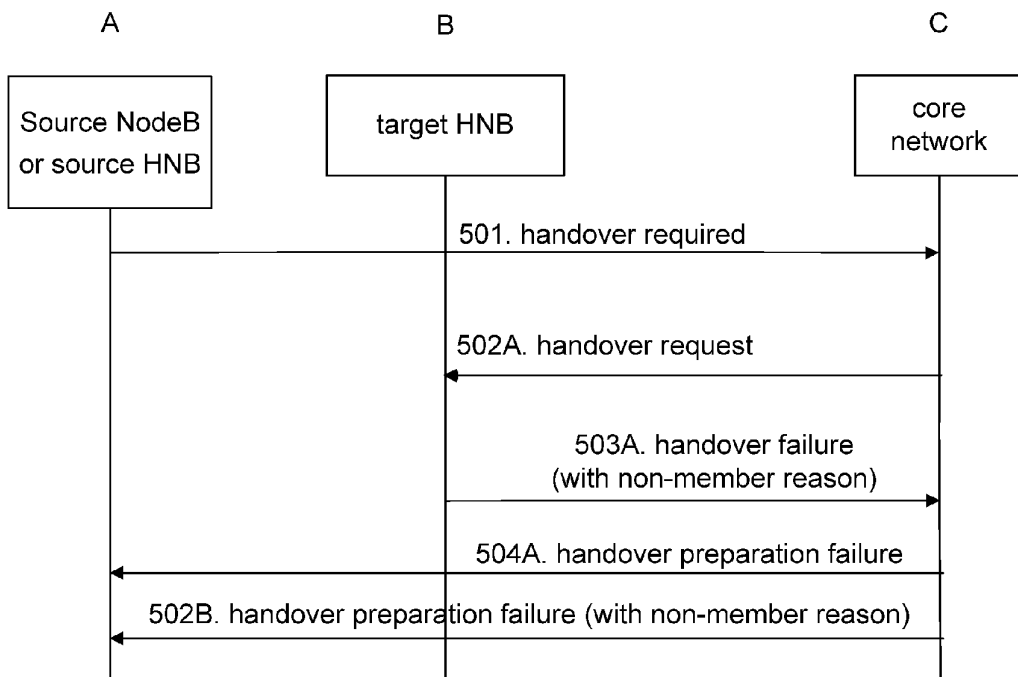 A
B
C
Source NodeB
or source HNB
target HNB
core
network
501. handover required
502A. handover request
503A. handover failure
(with non-member reason)
504A. handover preparation failure
502B. handover preparation failure (with non-member reason)